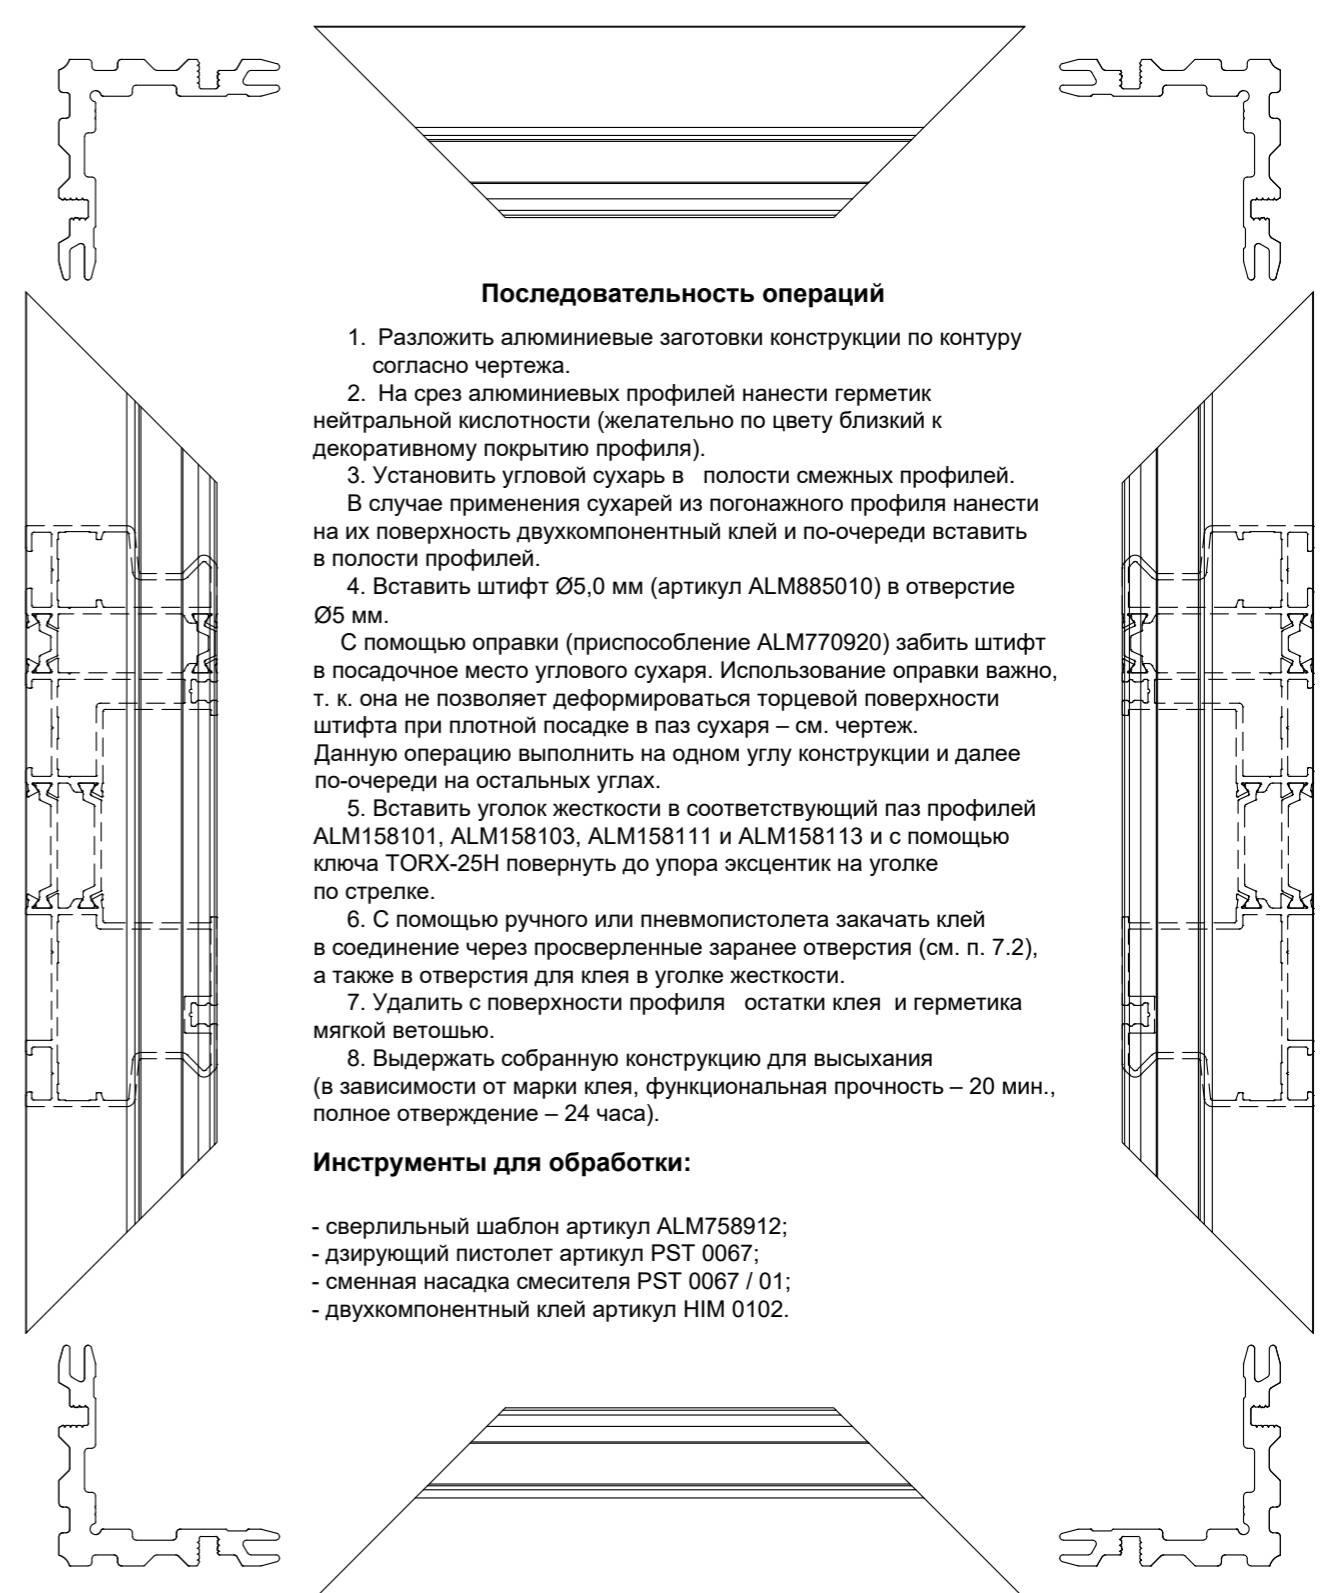 Последовательность операций
1. Разложить алюминиевые заготовки конструкции по контуру
согласно чертежа.
2. На срез алюминиевых профилей нанести герметик
нейтральной кислотности (желательно по цвету близкий к
декоративному покрытию профиля).
3. Установить угловой сухарь в полости смежных профилей.
В случае применения сухарей из погонажного профиля нанести
на их поверхность двухкомпонентный клей и по-очереди вставить
в полости профилей.
4. Вставить штифт Ø5,0 мм (артикул ALM885010) в отверстие
Ø5 мм.
С помощью оправки (приспособление ALM770920) забить штифт
в посадочное место углового сухаря. Использование оправки важно,
т. к. она не позволяет деформироваться торцевой поверхности
штифта при плотной посадке в паз сухаря – см. чертеж.
Данную операцию выполнить на одном углу конструкции и далее
по-очереди на остальных углах.
5. Вставить уголок жесткости в соответствующий паз профилей
ALM158101, ALM158103, ALM158111 и ALM158113 и с помощью
ключа TORX-25H повернуть до упора эксцентик на уголке
по стрелке.
6. С помощью ручного или пневмопистолета закачать клей
в соединение через просверленные заранее отверстия (см. п. 7.2),
а также в отверстия для клея в уголке жесткости.
7. Удалить с поверхности профиля остатки клея и герметика
мягкой ветошью.
8. Выдержать собранную конструкцию для высыхания
(в зависимости от марки клея, функциональная прочность – 20 мин.,
полное отверждение – 24 часа).
Инструменты для обработки:
- сверлильный шаблон артикул ALM758912;
- дзирующий пистолет артикул PST 0067;
- сменная насадка смесителя PST 0067 / 01;
- двухкомпонентный клей артикул HIM 0102.